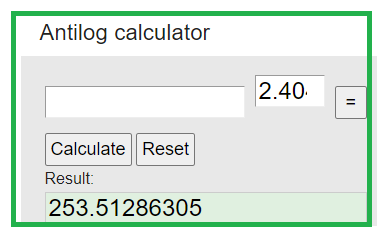 Antilog calculator
2.40
=
Calculate Reset
Result:
253.51286305